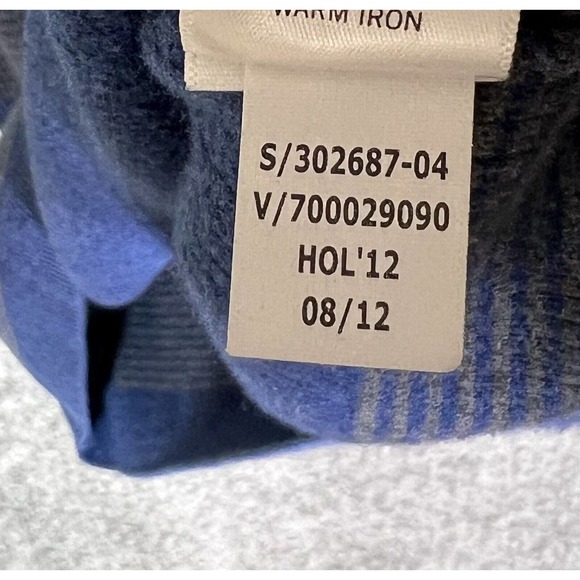 WARM IRON
S/302687-04
V/700029090
HOL'12
08/12